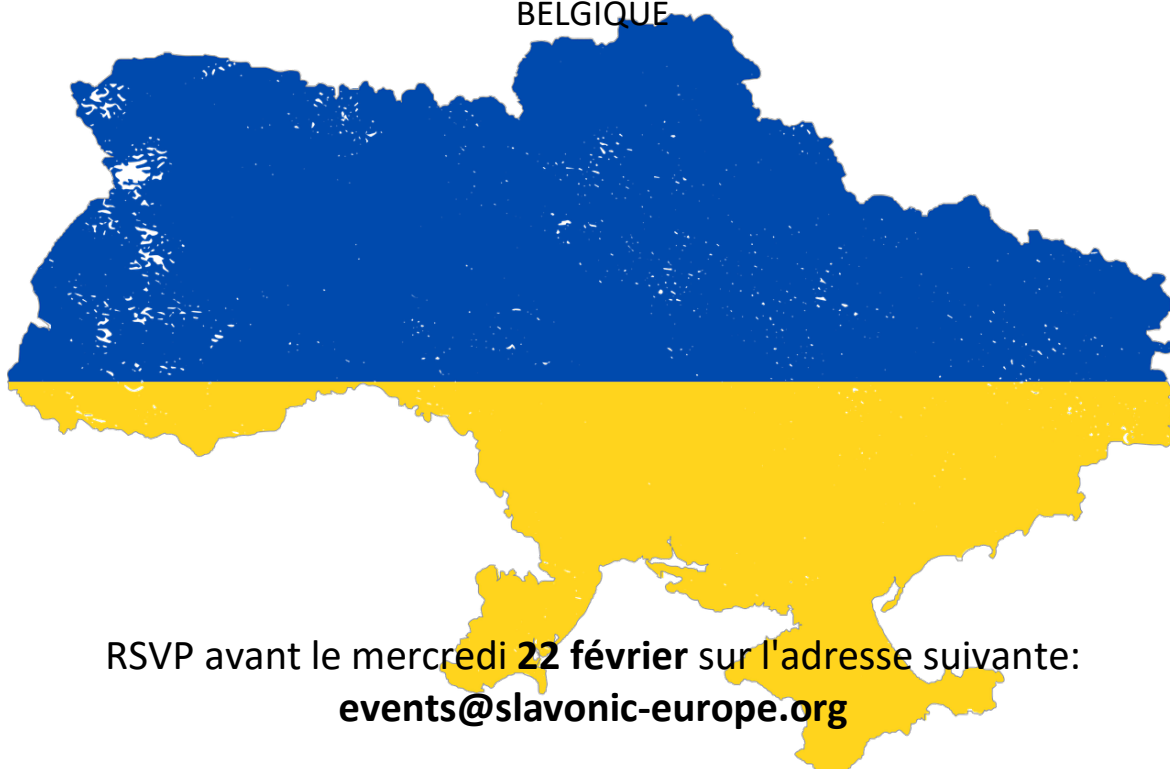 BELGIQUE
RSVP avant le mercredi 22 février sur l'adresse suivante:
events@slavonic-europe.org